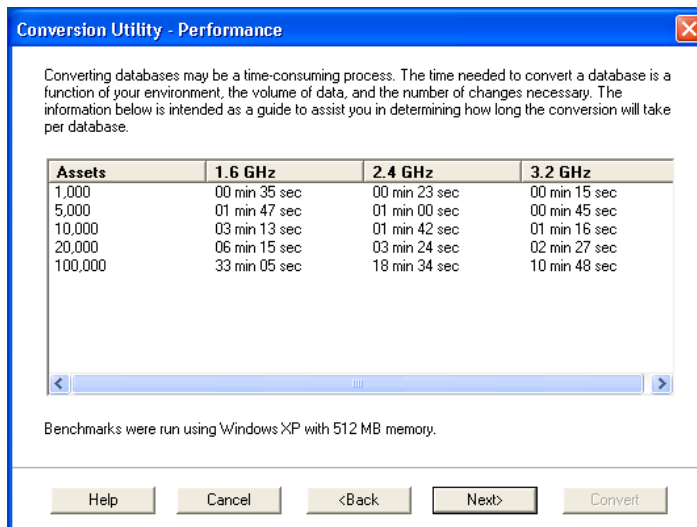 Conversion Utility - Performance
Converting databases may be a time-consuming process. The time needed to convert a database is a
function of your environment, the volume of data, and the number of changes necessary. The
information below is intended as a guide to assist you in determining how long the conversion will take
per database.
Assets 1.6 GHz 2.4 GHz 3.2 GHz
1,000 00 min 35 sec 00 min 23 sec 00 min 15 sec
5,000 01 min 47 sec 01 min 00 sec 00 min 45 sec
10,000 03 min 13 sec 01 min 42 sec 01 min 16 sec
20,000 06 min 15 sec 03 min 24 sec 02 min 27 sec
100,000 33 min 05 sec 18 min 34 sec 10 min 48 sec
Benchmarks were run using Windows XP with 512 MB memory.
Help Cancel <Back Next> Convert